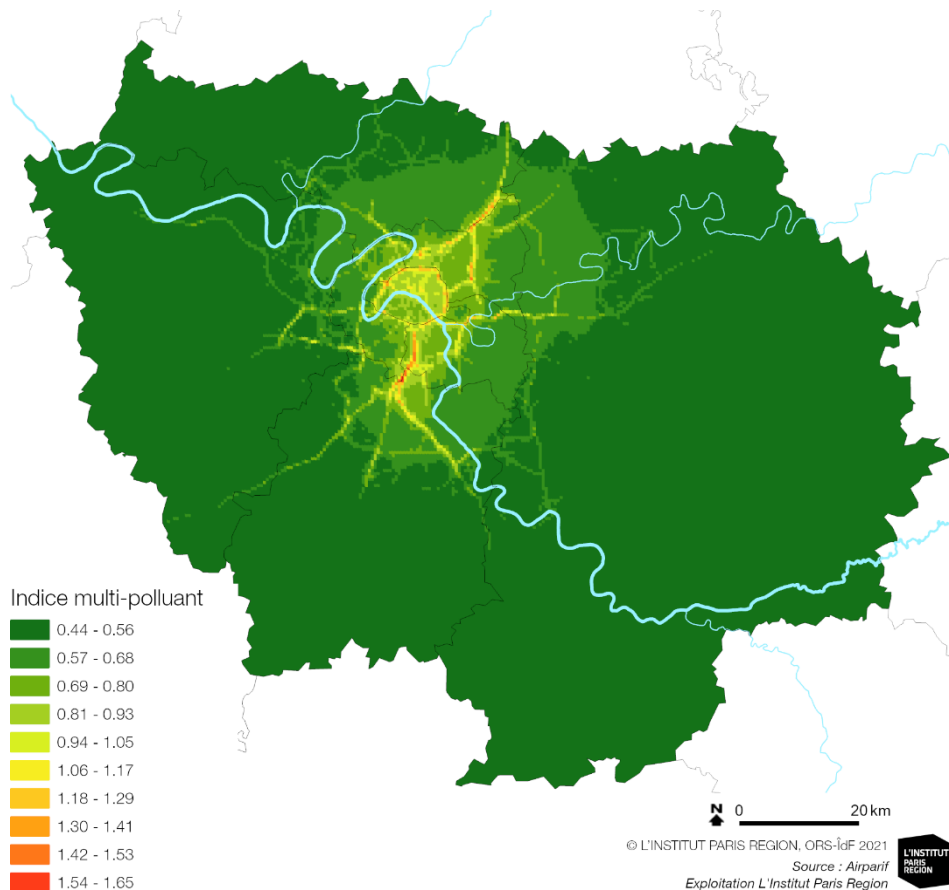 Indice multi-polluant
0.44 - 0.56
0.57 - 0.68
0.69 - 0.80
0.81 - 0.93
0.94 - 1.05
1.06 - 1.17
1.18 - 1.29
1.30 - 1.41
1.42 - 1.53
1.54 - 1.65
N 0 20 km
© L'INSTITUT PARIS REGION, ORS-ÎdF 2021
Source : Airparif
Exploitation L'Institut Paris Region
L'INSTITUT
PARIS
REGION